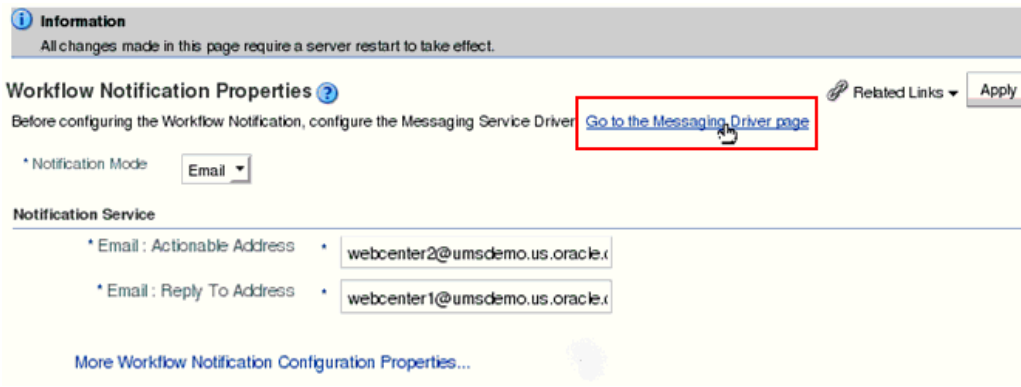 Information
All changes made in this page require a server restart to take effect.
Workflow Notification Properties
Related Links
Apply
Before configuring the Workflow Notification, configure the Messaging Service Driver Go to the Messaging Driver page
* Notification Mode
Email
Notification Service
* Email : Actionable Address
webcenter2@umsdemo.us.oracle.c
* Email : Reply To Address
webcenter1@umsdemo.us.oracle.c
More Workflow Notification Configuration Properties...